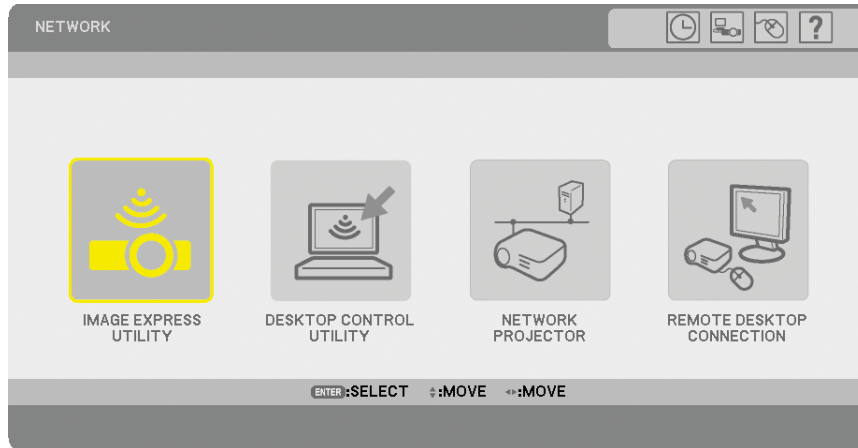 NETWORK
?
IMAGE EXPRESS
UTILITY
DESKTOP CONTROL
UTILITY
NETWORK
PROJECTOR
REMOTE DESKTOP
CONNECTION
ENTER:SELECT :MOVE :MOVE